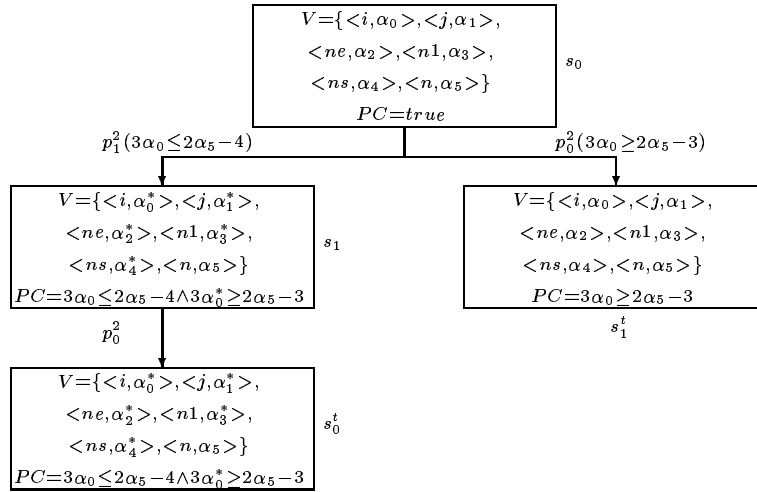 V={<i,α₀>,<j,α₁>,
<ne,α₂>,<n1,α₃>,
<ns,α₄>,<n,α₅>}
PC=true
s₀
p₁²(3α₀≤2α₅−4)
p₀²(3α₀≥2α₅−3)
V={<i,α₀*>,<j,α₁*>,
<ne,α₂*>,<n1,α₃*>,
<ns,α₄*>,<n,α₅>}
PC=3α₀≤2α₅−4∧3α₀*≥2α₅−3
s₁
V={<i,α₀>,<j,α₁>,
<ne,α₂>,<n1,α₃>,
<ns,α₄>,<n,α₅>}
PC=3α₀≥2α₅−3
s₁ᵗ
p₀²
V={<i,α₀*>,<j,α₁*>,
<ne,α₂*>,<n1,α₃*>,
<ns,α₄*>,<n,α₅>}
PC=3α₀≤2α₅−4∧3α₀*≥2α₅−3
s₀ᵗ